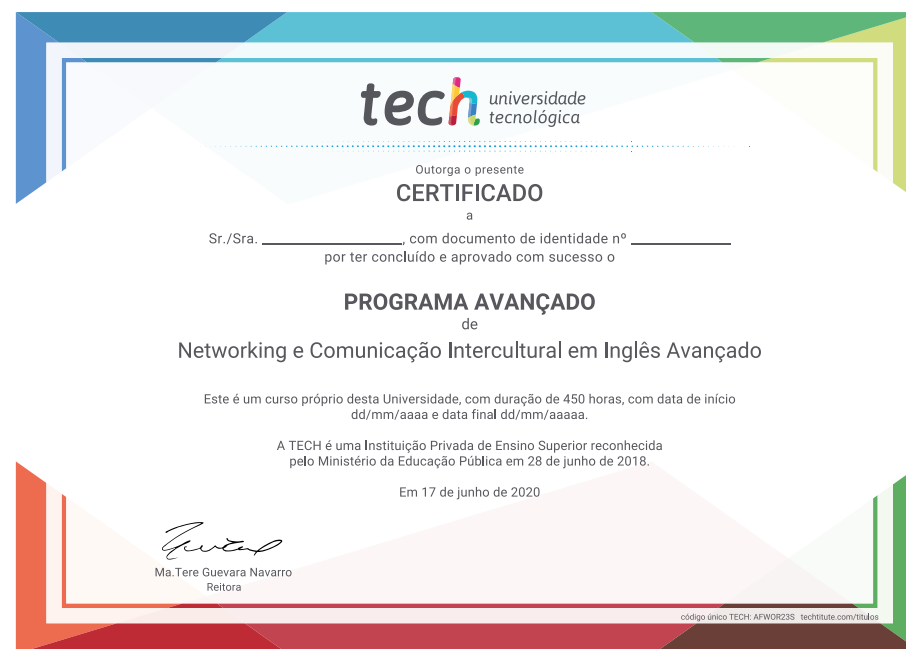 tech universidade
tecnológica
Outorga o presente
CERTIFICADO
a
Sr./Sra. ____________________, com documento de identidade nº ______________
por ter concluído e aprovado com sucesso o
PROGRAMA AVANÇADO
de
Networking e Comunicação Intercultural em Inglês Avançado
Este é um curso próprio desta Universidade, com duração de 450 horas, com data de início
dd/mm/aaaa e data final dd/mm/aaaaa.
A TECH é uma Instituição Privada de Ensino Superior reconhecida
pelo Ministério da Educação Pública em 28 de junho de 2018.
Em 17 de junho de 2020
Ma.Tere Guevara Navarro
Reitora
código único TECH: AFWOR23S techtitute.com/titulos